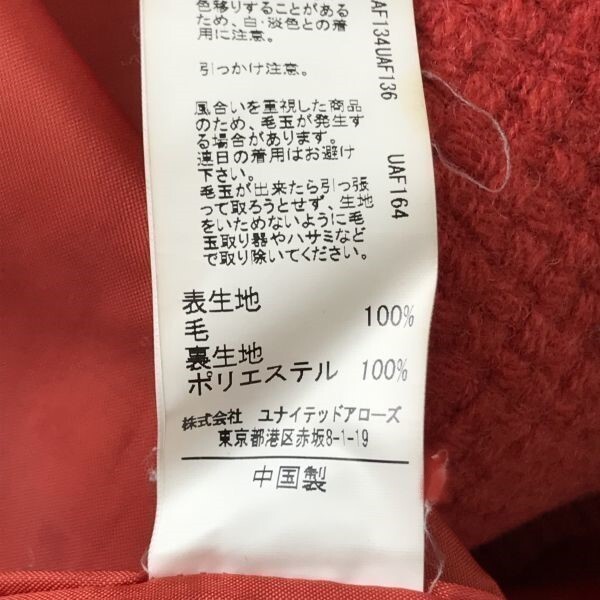 色移りすることがある
ため、白・淡色との着
用に注意。
引っかけ注意。
風合いを重視した商品
のため、毛玉が発生す
る場合があります。
連日の着用はお避け
下さい。
毛玉が出来たら引っ張
って取ろうとせず、生地
をいためないように毛
玉取り器やハサミなど
で取り除いてください。
表生地
毛 100%
裏生地
ポリエステル 100%
株式会社 ユナイテッドアローズ
東京都港区赤坂8-1-19
中国製
AF134UAF136
UAF164